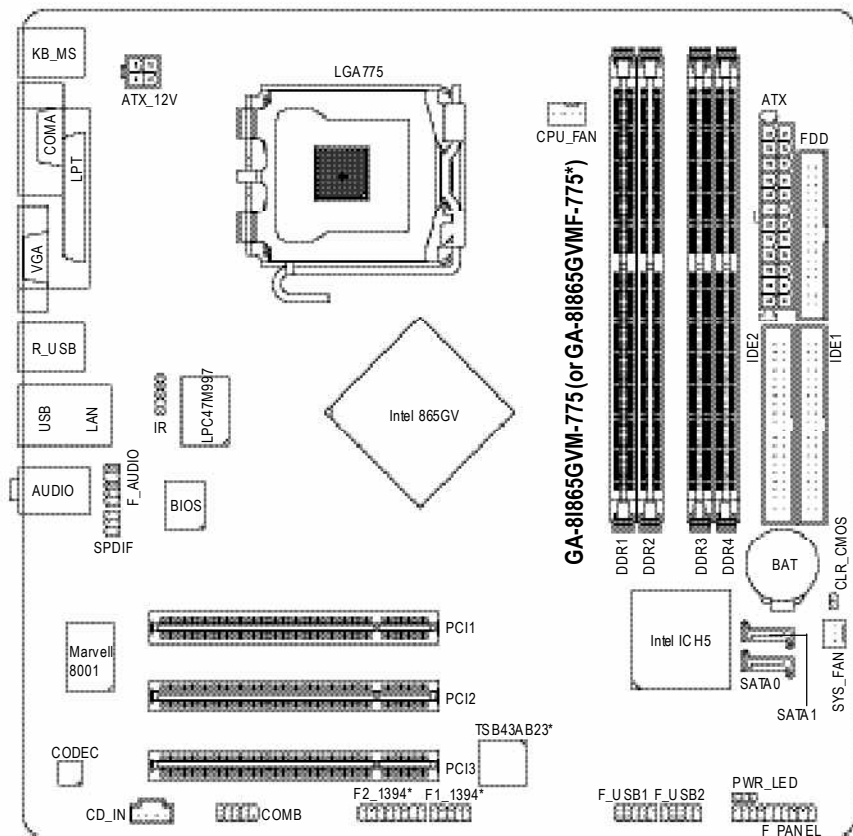 KB_MS
ATX_12V
LGA775
CPU_FAN
ATX
FDD
COMA
LPT
VGA
R_USB
USB
LAN
AUDIO
IR
LPC47M997
F_AUDIO
SPDIF
BIOS
Intel 865GV
GA-8I865GVM-775 (or GA-8I865GVMF-775*)
IDE2
IDE1
DDR1
DDR2
DDR3
DDR4
BAT
CLR_CMOS
Intel ICH5
SATA0
SATA1
SYS_FAN
Marvell
8001
PCI1
PCI2
PCI3
TSB43AB23*
CODEC
CD_IN
COMB
F2_1394*
F1_1394*
F_USB1
F_USB2
PWR_LED
F_PANEL